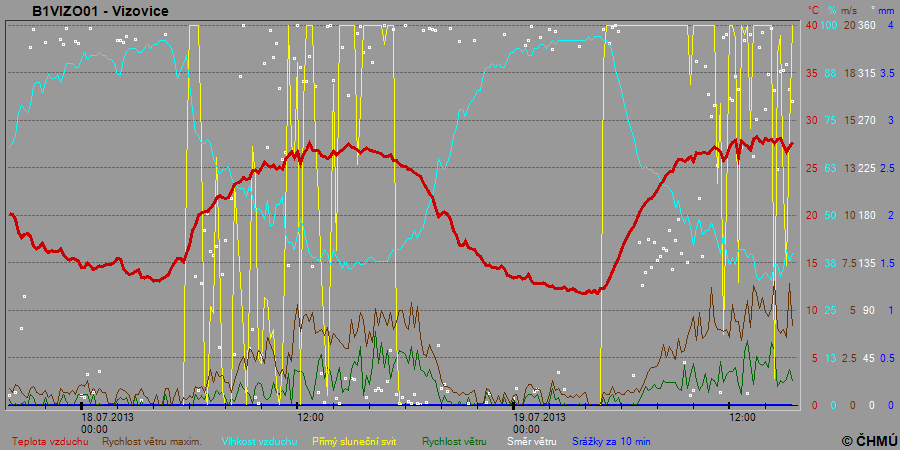 B1VIZO01 - Vizovice
°C % m/s ° mm
40 100 20 360 4
35 88 18 315 3.5
30 75 15 270 3
25 63 13 225 2.5
20 50 10 180 2
15 38 7.5 135 1.5
10 25 5 90 1
5 13 2.5 45 0.5
0 0 0 0 0
18.07.2013 12:00 19.07.2013 12:00
00:00 00:00
Teplota vzduchu Rychlost větru maxim. Vlhkost vzduchu Přímý sluneční svit Rychlost větru Směr větru Srážky za 10 min © ČHMÚ